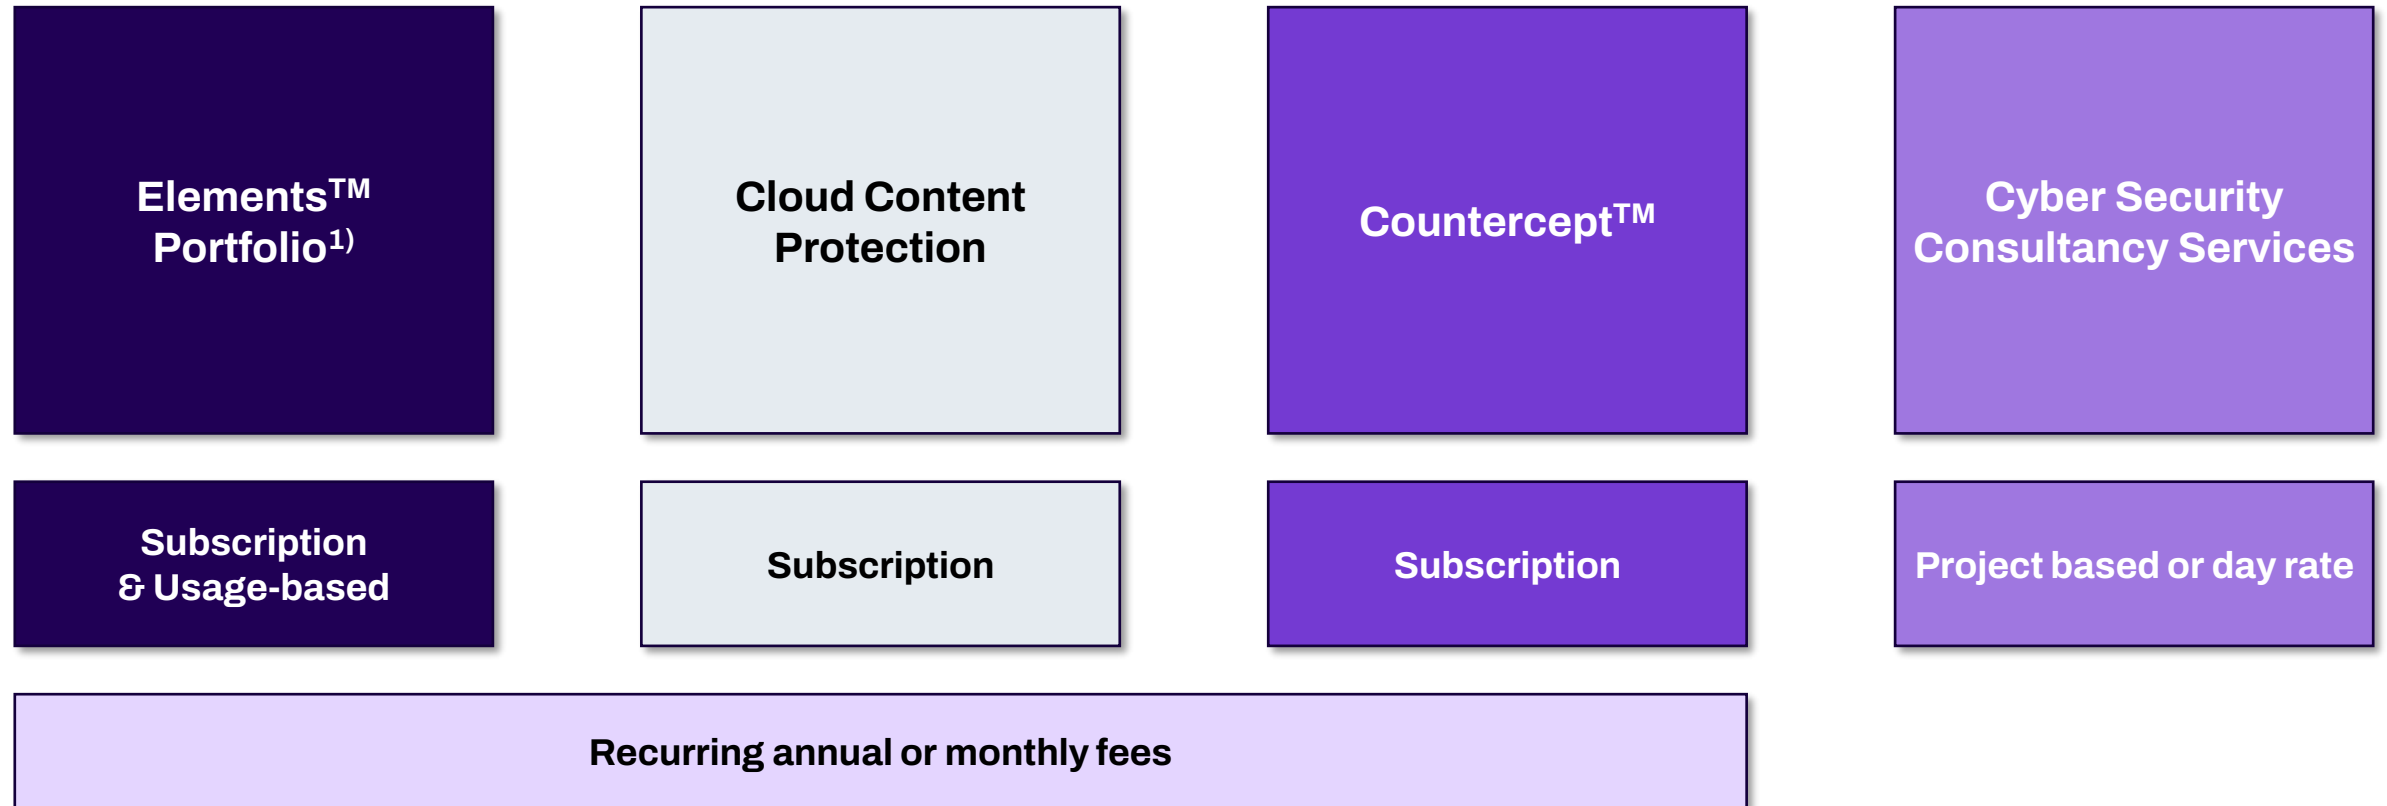 Elements™
Portfolio¹⁾
Cloud Content
Protection
Countercept™
Cyber Security
Consultancy Services
Subscription
& Usage-based
Subscription
Subscription
Project based or day rate
Recurring annual or monthly fees